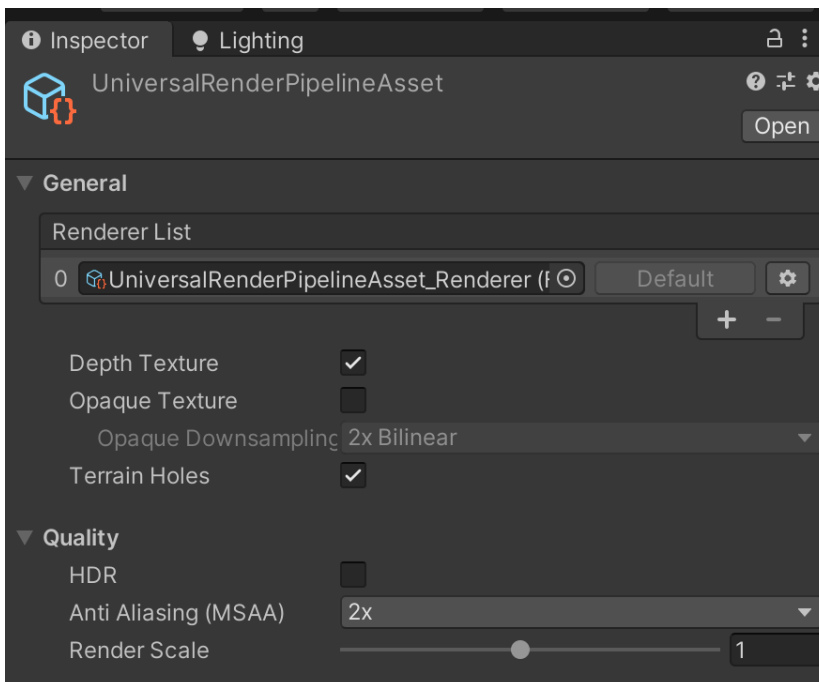 Inspector Lighting
UniversalRenderPipelineAsset
Open
General
Renderer List
0 UniversalRenderPipelineAsset_Renderer ( Default
Depth Texture
Opaque Texture
Opaque Downsampling 2x Bilinear
Terrain Holes
Quality
HDR
Anti Aliasing (MSAA) 2x
Render Scale 1